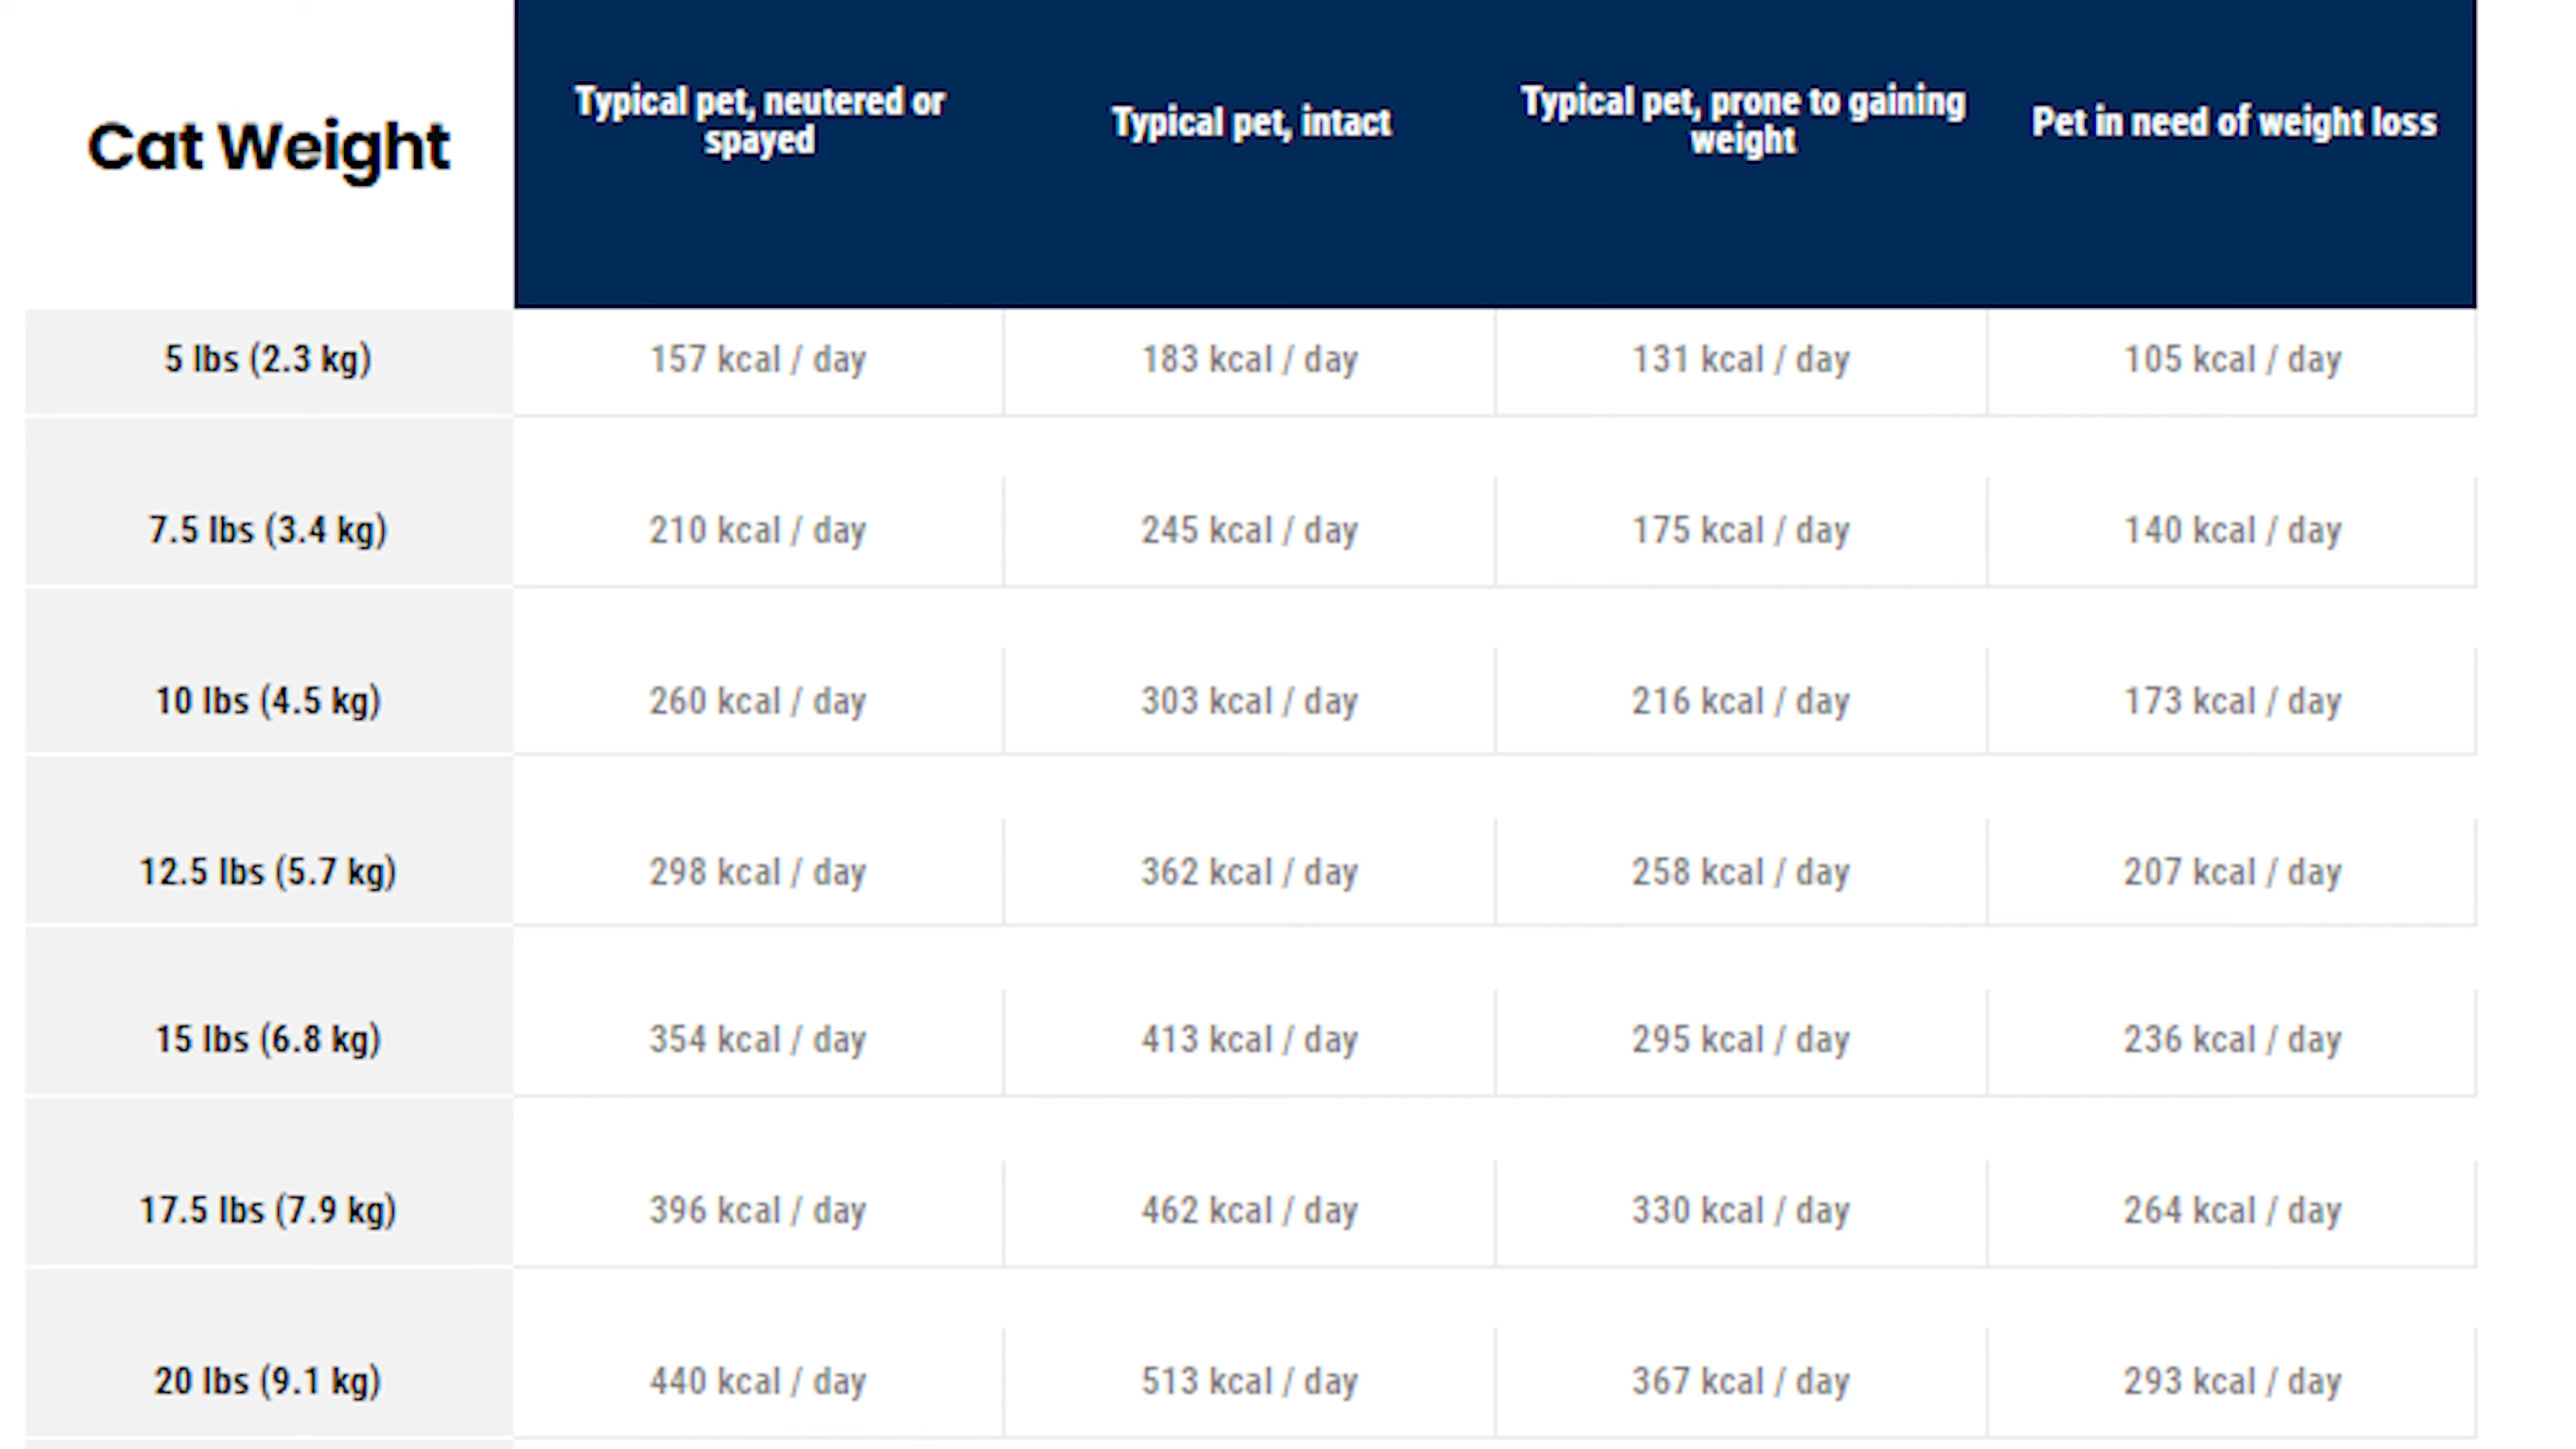 Cat Weight
Typical pet, neutered or
spayed
Typical pet, intact
Typical pet, prone to gaining
weight
Pet in need of weight loss
5 lbs (2.3 kg) 157 kcal / day 183 kcal / day 131 kcal / day 105 kcal / day
7.5 lbs (3.4 kg) 210 kcal / day 245 kcal / day 175 kcal / day 140 kcal / day
10 lbs (4.5 kg) 260 kcal / day 303 kcal / day 216 kcal / day 173 kcal / day
12.5 lbs (5.7 kg) 298 kcal / day 362 kcal / day 258 kcal / day 207 kcal / day
15 lbs (6.8 kg) 354 kcal / day 413 kcal / day 295 kcal / day 236 kcal / day
17.5 lbs (7.9 kg) 396 kcal / day 462 kcal / day 330 kcal / day 264 kcal / day
20 lbs (9.1 kg) 440 kcal / day 513 kcal / day 367 kcal / day 293 kcal / day